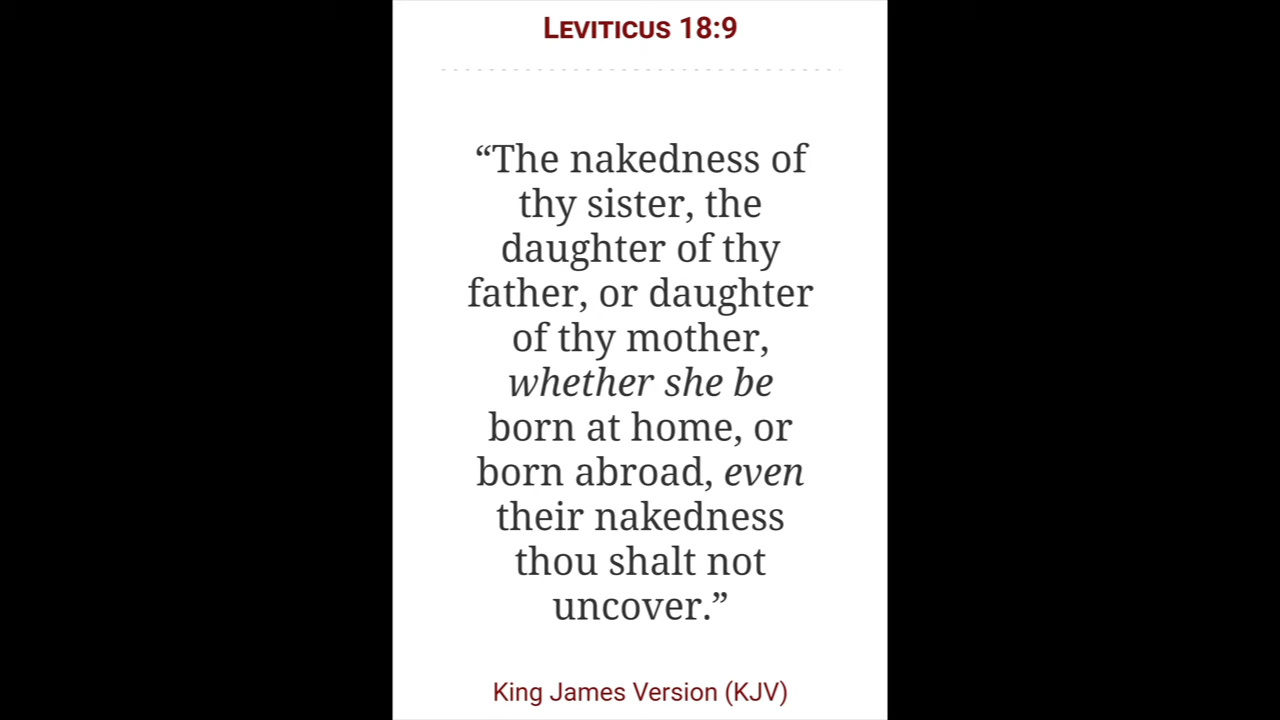 Leviticus 18:9
“The nakedness of
thy sister, the
daughter of thy
father, or daughter
of thy mother,
whether she be
born at home, or
born abroad, even
their nakedness
thou shalt not
uncover.”
King James Version (KJV)